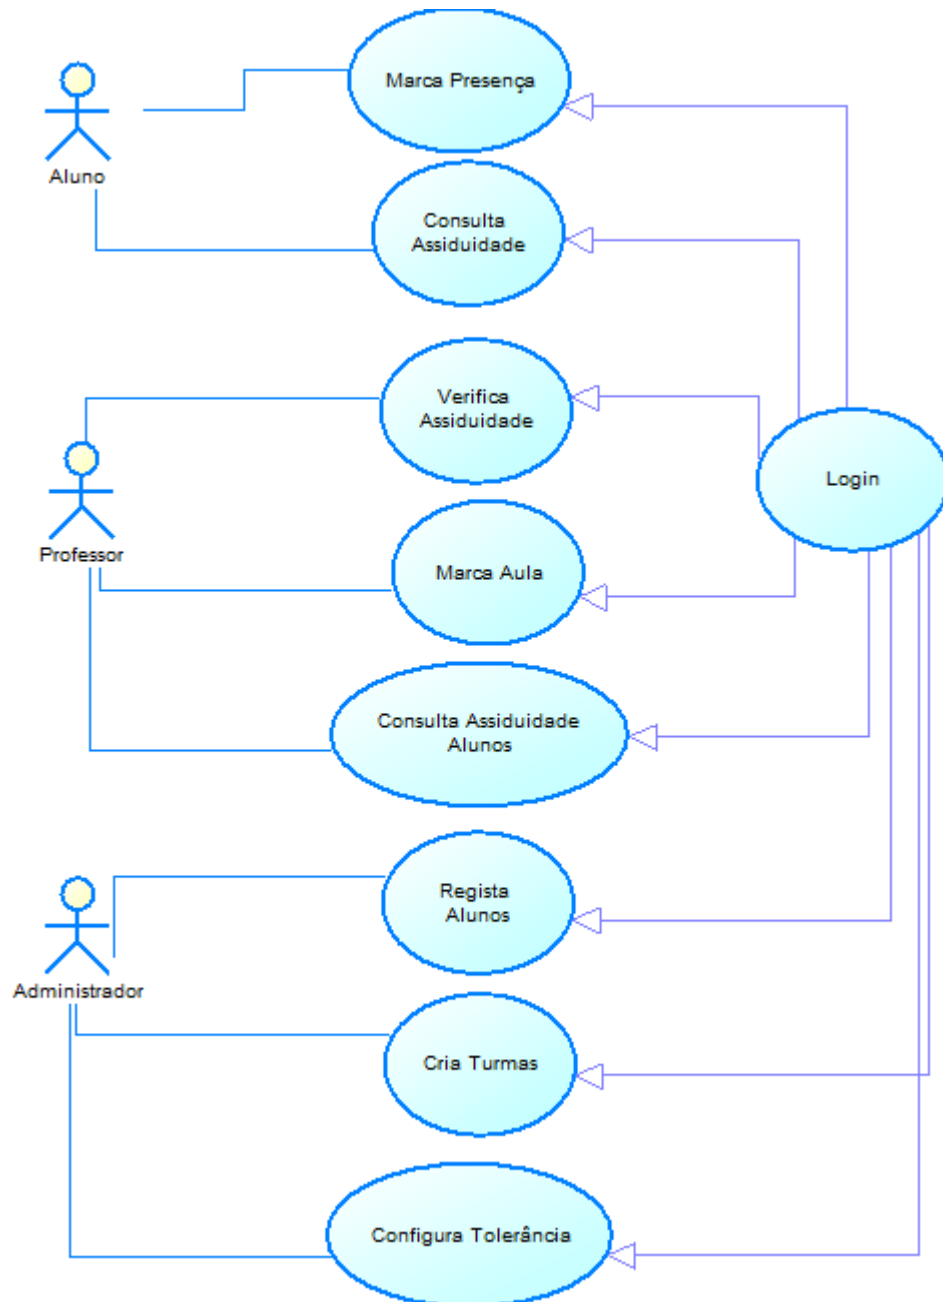 Marca Presença
Aluno
Consulta
Assiduidade
Verifica
Assiduidade
Login
Professor
Marca Aula
Consulta Assiduidade
Alunos
Regista
Alunos
Administrador
Cria Turmas
Configura Tolerância